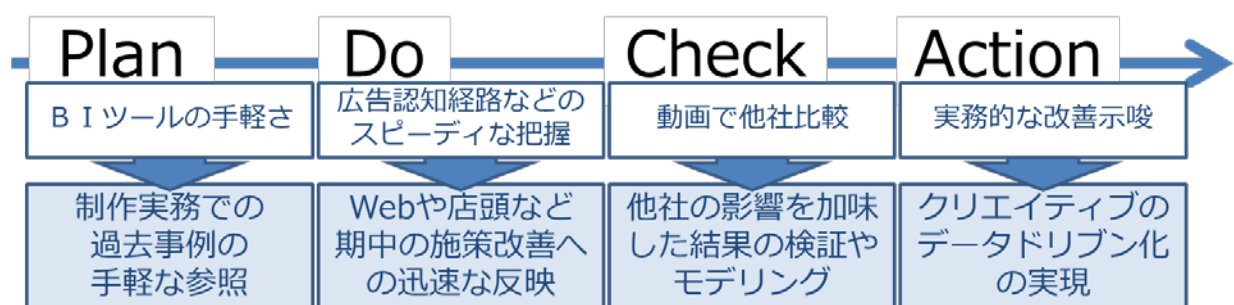 Plan
Do
Check
Action
BIツールの手軽さ
広告認知経路などの
スピーディな把握
動画で他社比較
実務的な改善示唆
制作実務での
過去事例の
手軽な参照
Webや店頭など
期中の施策改善へ
の迅速な反映
他社の影響を加味
した結果の検証や
モデリング
クリエイティブの
データドリブン化
の実現